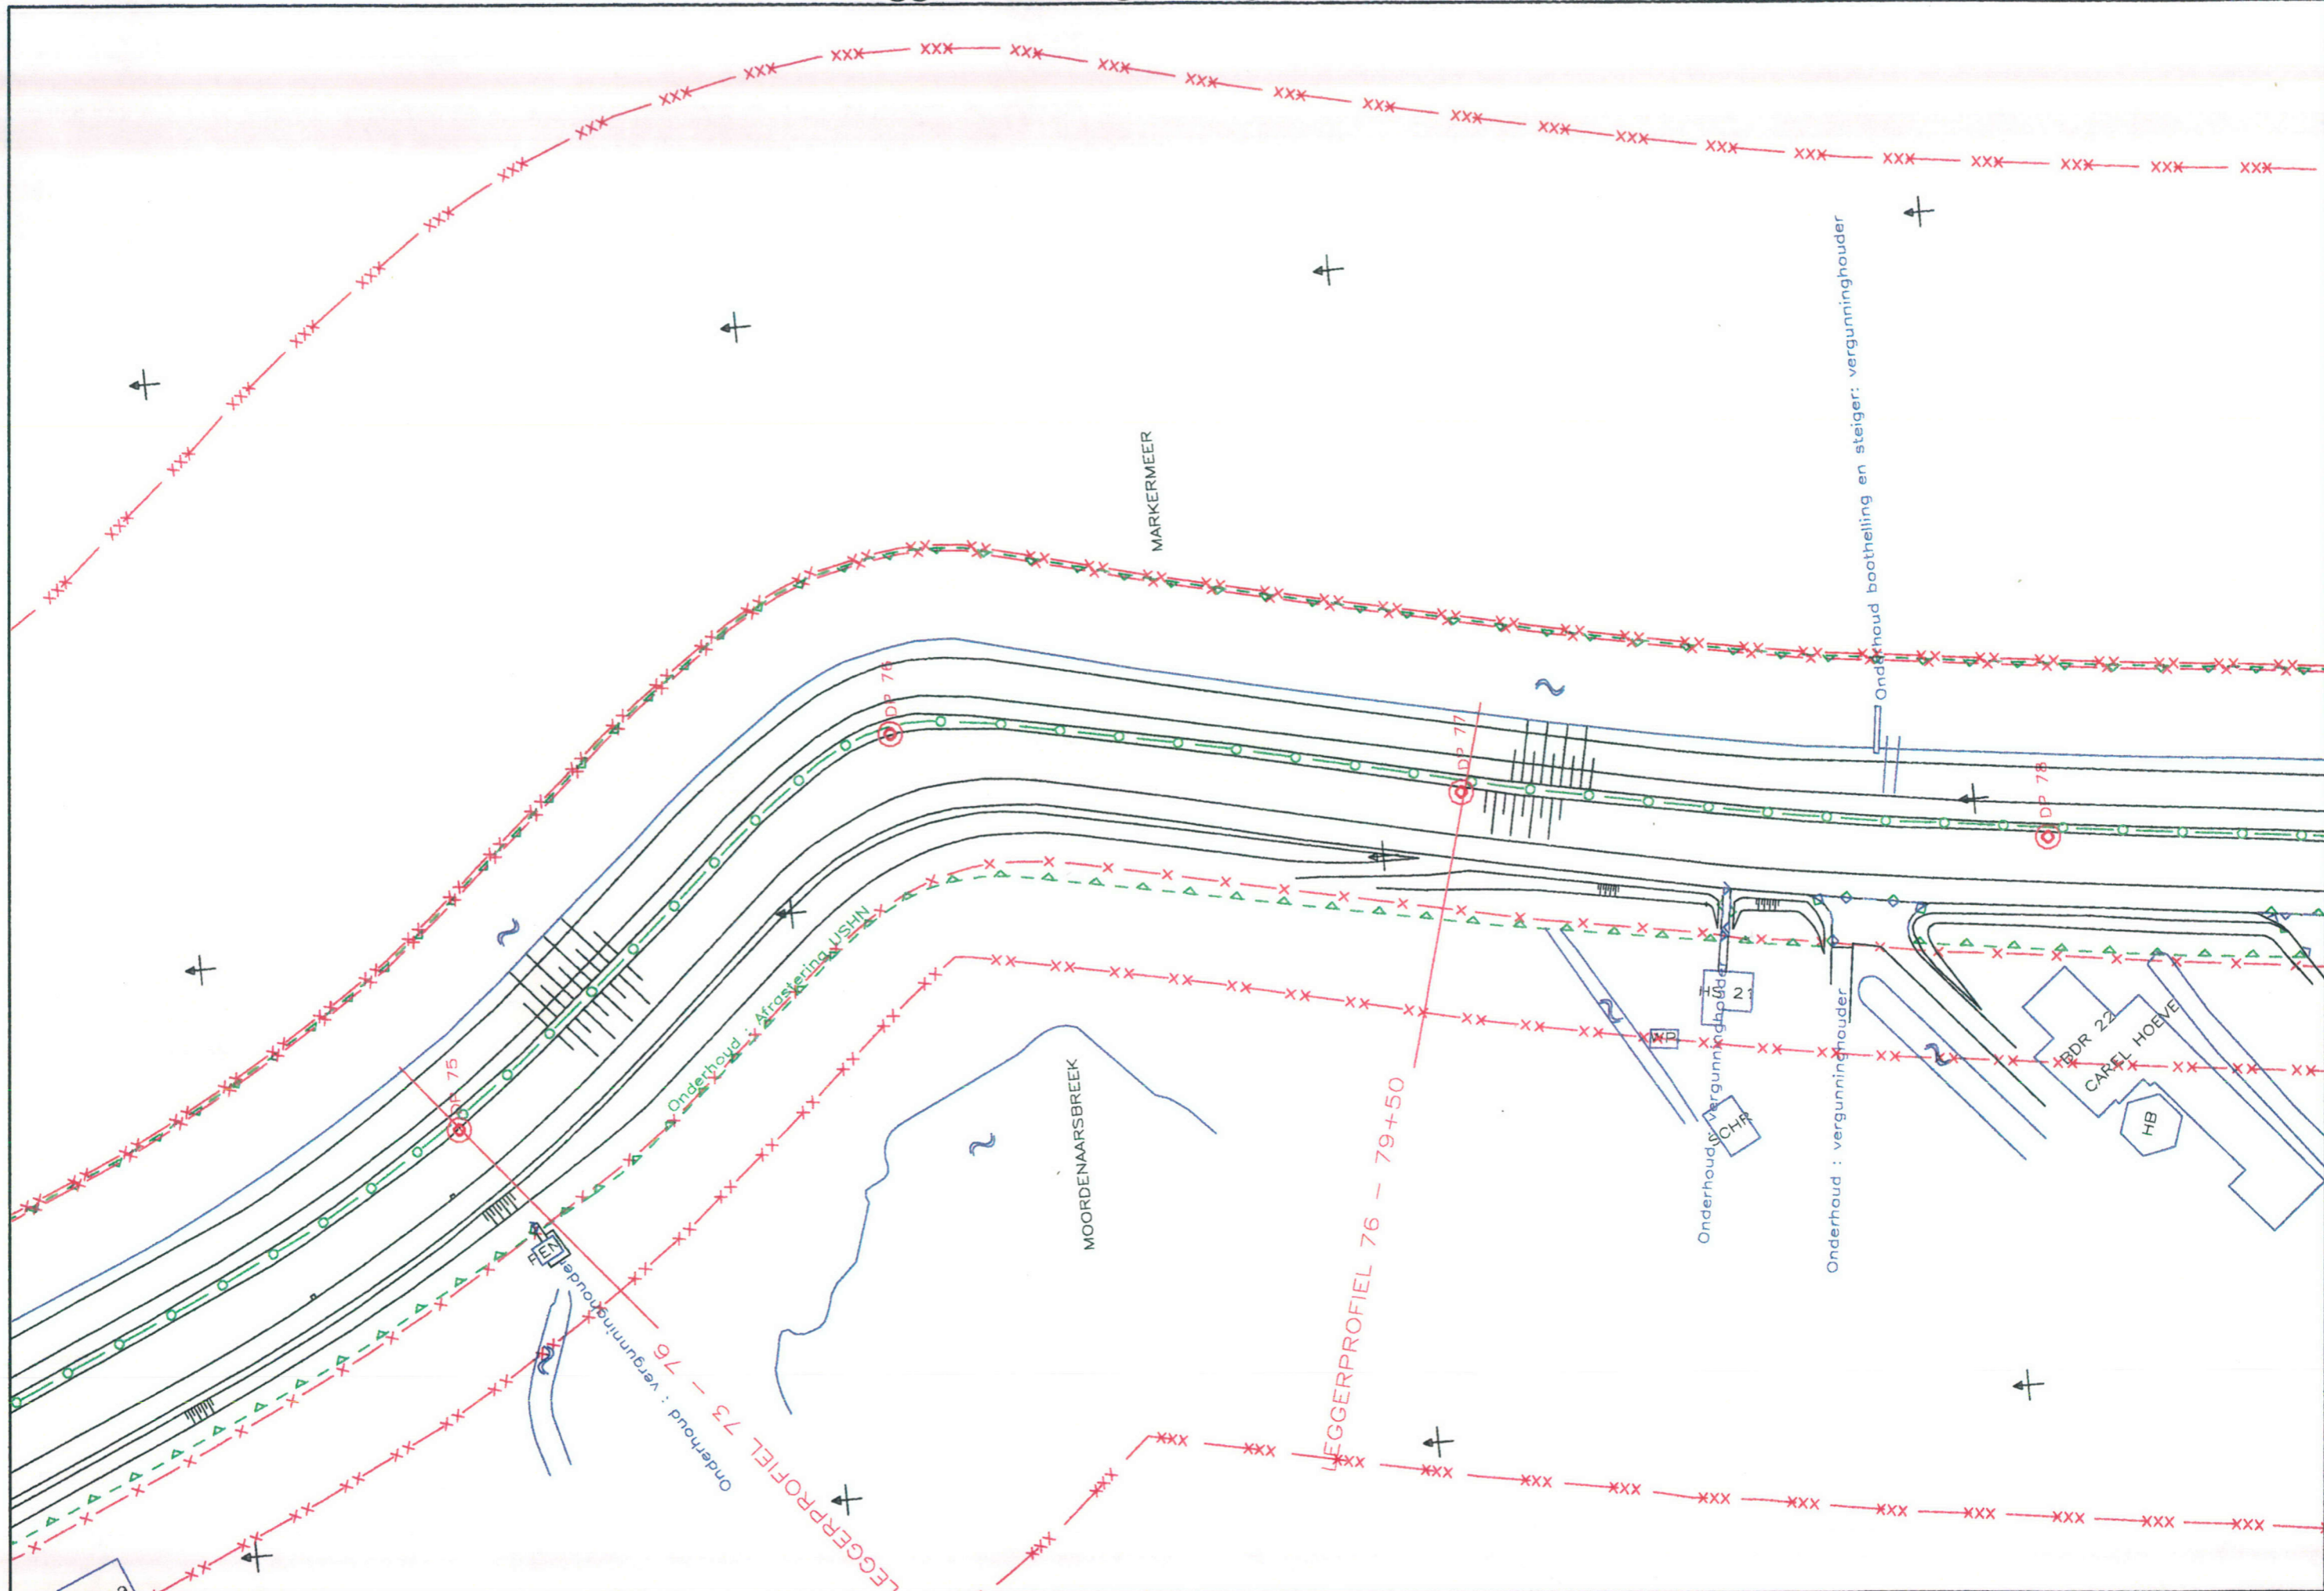 Onderhoud boothelling en steiger: vergunninghouder
MARKERMEER
DP 76
DP 77
DP 78
DP 75
Onderhoud : Afrastering USHN
MOORDENAARSBREEK
LEGGERPROFIEL 76 – 79+50
LEGGERPROFIEL 73 – 76
Onderhoud : vergunninghouder
Onderhoud : vergunninghouder
Onderhoud : vergunninghouder
HS 21
SCHR
BDR 22
CAREL HOEVE
HB